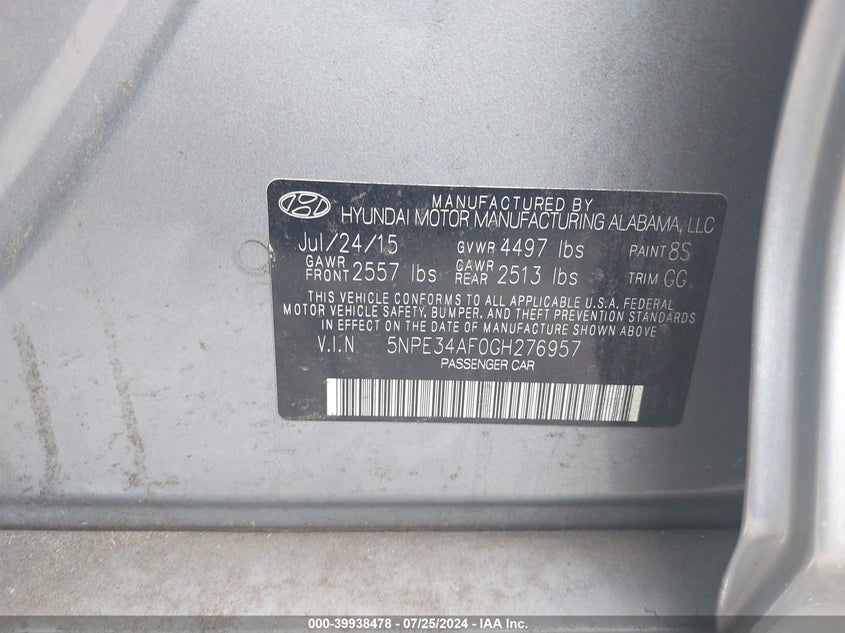 MANUFACTURED BY
HYUNDAI MOTOR MANUFACTURING ALABAMA, LLC
Jul/24/15 GVWR 4497 lbs PAINT 8S
GAWR FRONT 2557 lbs GAWR REAR 2513 lbs TRIM GG
THIS VEHICLE CONFORMS TO ALL APPLICABLE U.S.A. FEDERAL
MOTOR VEHICLE SAFETY, BUMPER, AND THEFT PREVENTION STANDARDS
IN EFFECT ON THE DATE OF MANUFACTURE SHOWN ABOVE
V.I.N 5NPE34AF0GH276957
PASSENGER CAR
000-39938478 - 07/25/2024 - IAA Inc.